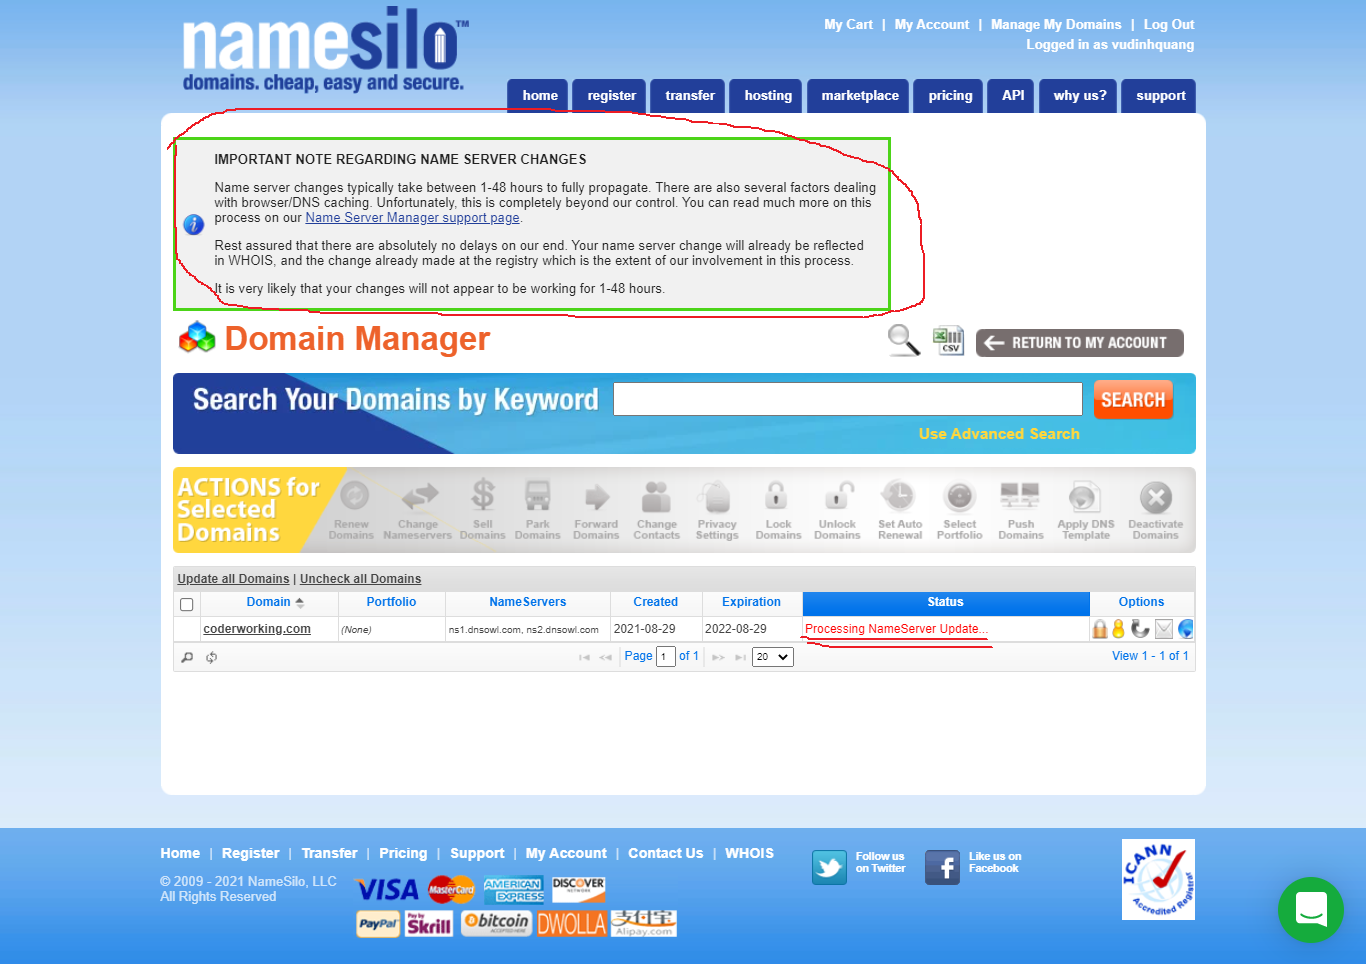 namesilo™
domains. cheap, easy and secure.
My Cart | My Account | Manage My Domains | Log Out
Logged in as vudinhquang
home register transfer hosting marketplace pricing API why us? support
IMPORTANT NOTE REGARDING NAME SERVER CHANGES
Name server changes typically take between 1-48 hours to fully propagate. There are also several factors dealing
with browser/DNS caching. Unfortunately, this is completely beyond our control. You can read much more on this
process on our Name Server Manager support page.
Rest assured that there are absolutely no delays on our end. Your name server change will already be reflected
in WHOIS, and the change already made at the registry which is the extent of our involvement in this process.
It is very likely that your changes will not appear to be working for 1-48 hours.
Domain Manager
CSV
RETURN TO MY ACCOUNT
Search Your Domains by Keyword
SEARCH
Use Advanced Search
ACTIONS for
Selected
Domains
Renew Domains
Change Nameservers
Sell Domains
Park Domains
Forward Domains
Change Contacts
Privacy Settings
Lock Domains
Unlock Domains
Set Auto Renewal
Select Portfolio
Push Domains
Apply DNS Template
Deactivate Domains
Update all Domains | Uncheck all Domains
Domain Portfolio NameServers Created Expiration Status Options
coderworking.com (None) ns1.dnsowl.com, ns2.dnsowl.com 2021-08-29 2022-08-29 Processing NameServer Update...
Page 1 of 1 20 View 1 - 1 of 1
Home | Register | Transfer | Pricing | Support | My Account | Contact Us | WHOIS
© 2009 - 2021 NameSilo, LLC
All Rights Reserved
VISA MasterCard AMERICAN EXPRESS DISCOVER NETWORK
PayPal Pay by Skrill bitcoin ACCEPTED HERE DWOLLA 支付宝 Alipay.com
Follow us
on Twitter
Like us on
Facebook
ICANN
Accredited Registrar